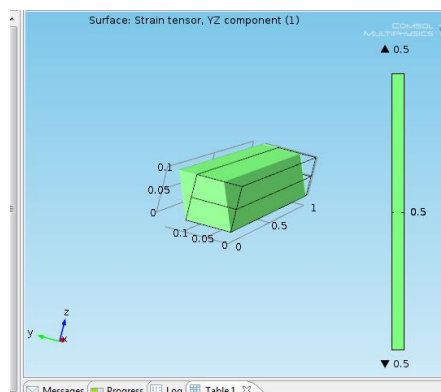 Surface: Strain tensor, YZ component (1)
COMSOL
MULTIPHYSICS
▲ 0.5
0.1
0.05
0
0.1 0.05 0 0
0.5
1
0.5
z
y
x
▼ 0.5
Messages Progress Log Table 1